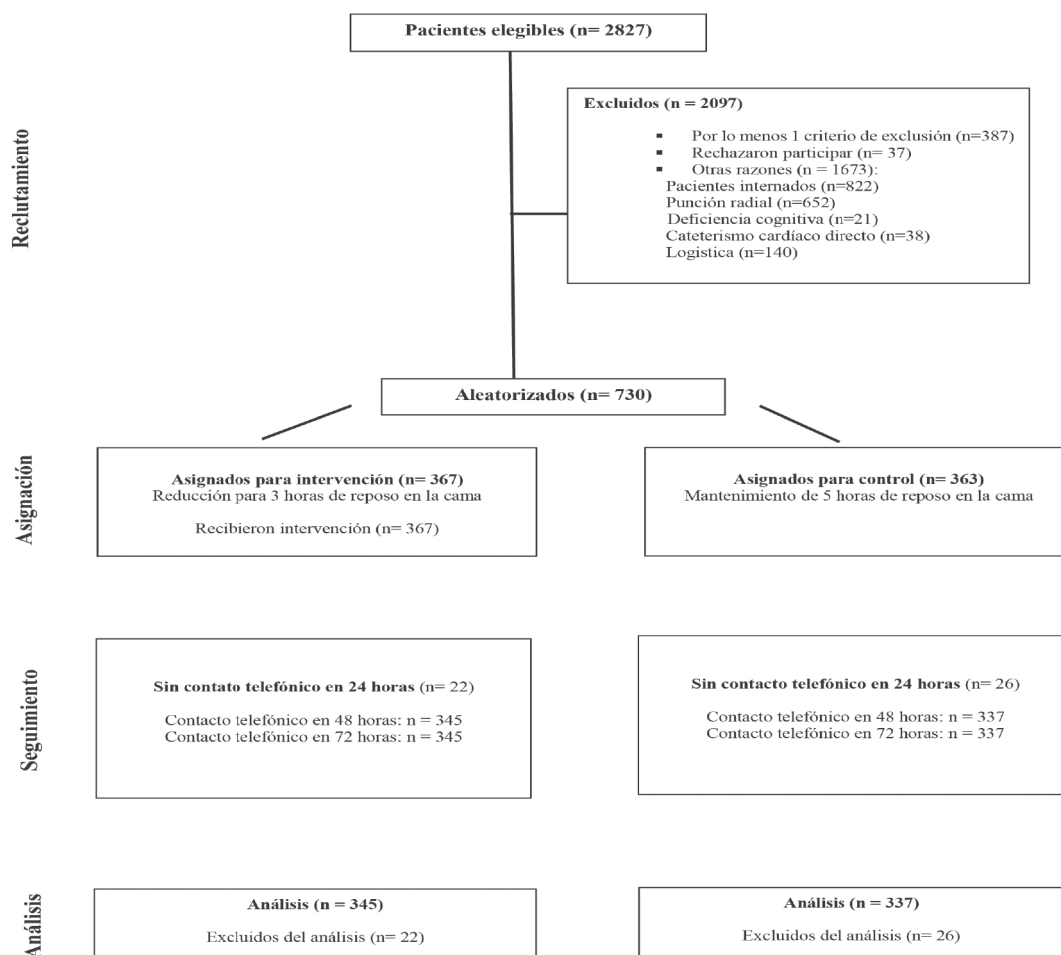 Pacientes elegibles (n= 2827)
Reclutamiento
Excluidos (n = 2097)
▪ Por lo menos 1 criterio de exclusión (n=387)
▪ Rechazaron participar (n= 37)
▪ Otras razones (n = 1673):
Pacientes internados (n=822)
Punción radial (n=652)
Deficiencia cognitiva (n=21)
Cateterismo cardíaco directo (n=38)
Logistica (n=140)
Aleatorizados (n= 730)
Asignación
Asignados para intervención (n= 367)
Reducción para 3 horas de reposo en la cama
Recibieron intervención (n= 367)
Asignados para control (n= 363)
Mantenimiento de 5 horas de reposo en la cama
Seguimiento
Sin contato telefónico en 24 horas (n= 22)
Contacto telefónico en 48 horas: n = 345
Contacto telefónico en 72 horas: n = 345
Sin contacto telefónico en 24 horas (n= 26)
Contacto telefónico en 48 horas: n = 337
Contacto telefónico en 72 horas: n = 337
Análisis
Análisis (n = 345)
Excluidos del análisis (n= 22)
Análisis (n = 337)
Excluidos del análisis (n= 26)